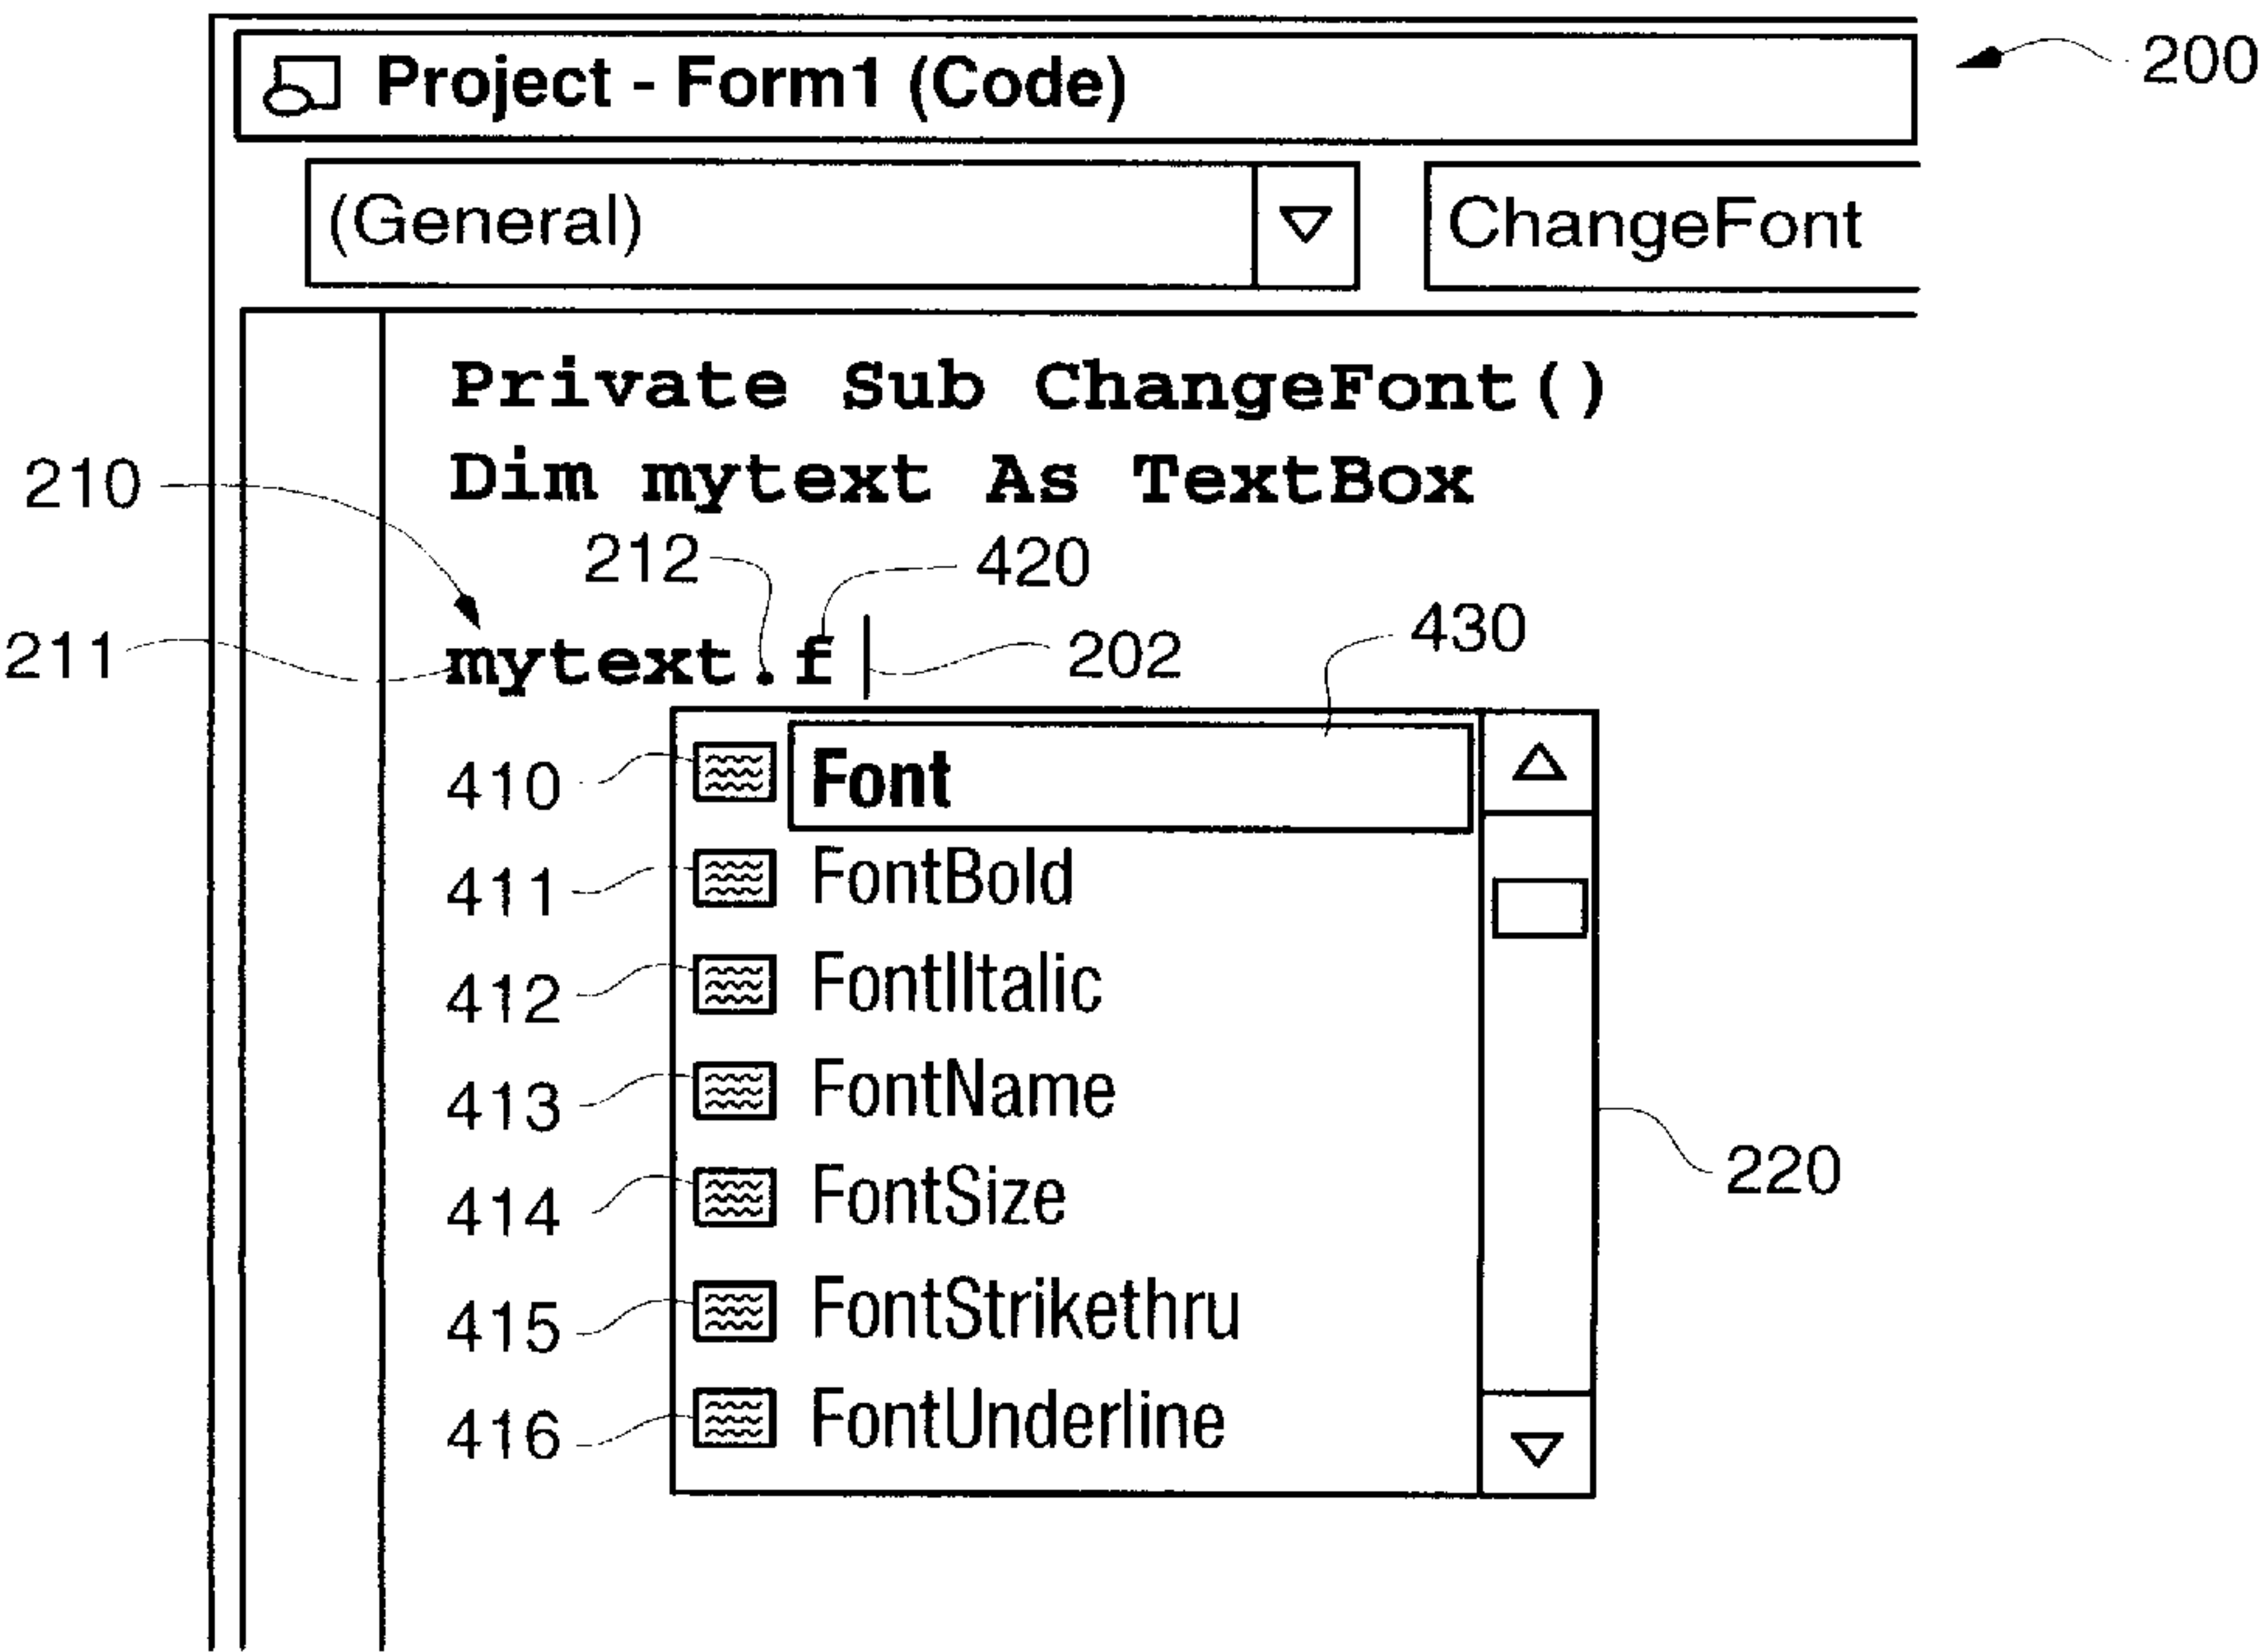 Project - Form1 (Code)
200
(General) ChangeFont
Private Sub ChangeFont()
210 Dim mytext As TextBox
212 420
211 mytext.f 202 430
410 Font
411 FontBold
412 FontIItalic
413 FontName
414 FontSize
220
415 FontStrikethru
416 FontUnderline